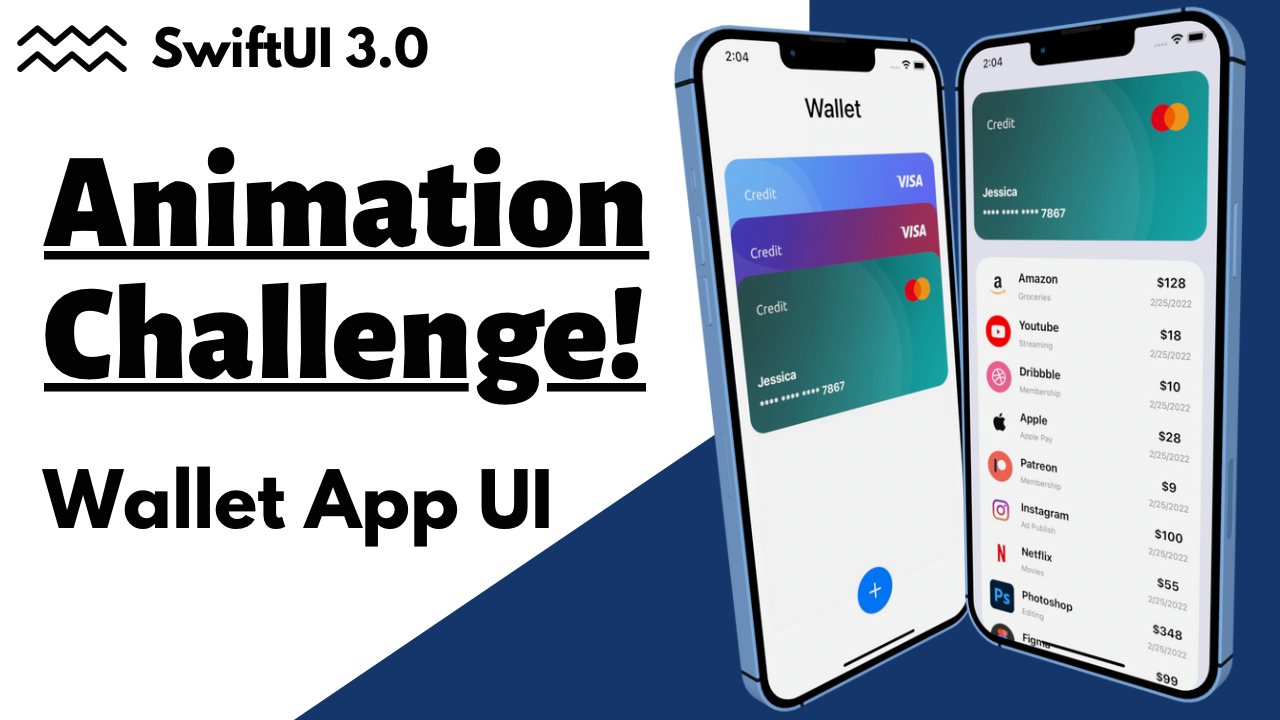 SwiftUI 3.0
Animation
Challenge!
Wallet App UI
2:04
Wallet
Credit
VISA
Credit
VISA
Credit
Jessica
**** **** **** 7867
2:04
Credit
Jessica
**** **** **** 7867
Amazon $128
Groceries 2/25/2022
Youtube $18
Streaming 2/25/2022
Dribbble $10
Membership 2/25/2022
Apple $28
Apple Pay 2/25/2022
Patreon $9
Membership 2/25/2022
Instagram $100
Ad Publish 2/25/2022
Netflix $55
Movies 2/25/2022
Ps
Photoshop $348
Editing 2/25/2022
Figma $99